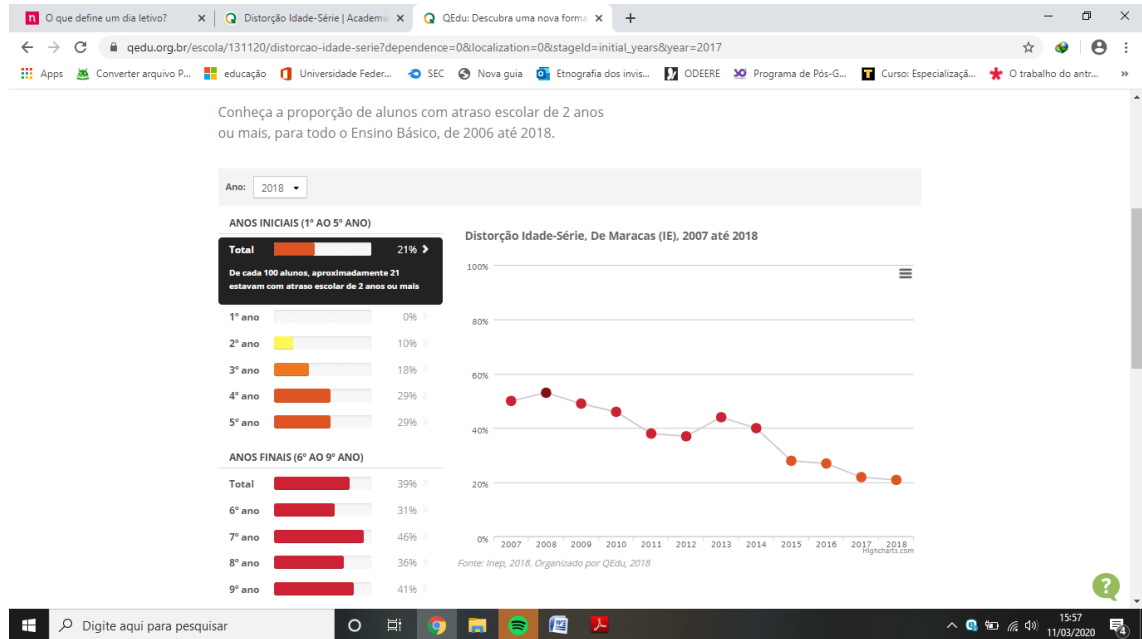 O que define um dia letivo?
Distorção Idade-Série | Academi
QEdu: Descubra uma nova forma
qedu.org.br/escola/131120/distorcao-idade-serie?dependence=0&localization=0&stageId=initial_years&year=2017
Apps
Converter arquivo P...
educação
Universidade Feder...
SEC
Nova guia
Etnografia dos invis...
ODEERE
Programa de Pós-G...
Curso: Especializaçã...
O trabalho do antr...
»
Conheça a proporção de alunos com atraso escolar de 2 anos
ou mais, para todo o Ensino Básico, de 2006 até 2018.
Ano: 2018
ANOS INICIAIS (1º AO 5º ANO)
Total 21%
De cada 100 alunos, aproximadamente 21
estavam com atraso escolar de 2 anos ou mais
1º ano 0%
2º ano 10%
3º ano 18%
4º ano 29%
5º ano 29%
ANOS FINAIS (6º AO 9º ANO)
Total 39%
6º ano 31%
7º ano 46%
8º ano 36%
9º ano 41%
Distorção Idade-Série, De Maracas (IE), 2007 até 2018
100%
80%
60%
40%
20%
0%
2007 2008 2009 2010 2011 2012 2013 2014 2015 2016 2017 2018
Highcharts.com
Fonte: Inep, 2018. Organizado por QEdu, 2018
?
Digite aqui para pesquisar
15:57
11/03/2020
4